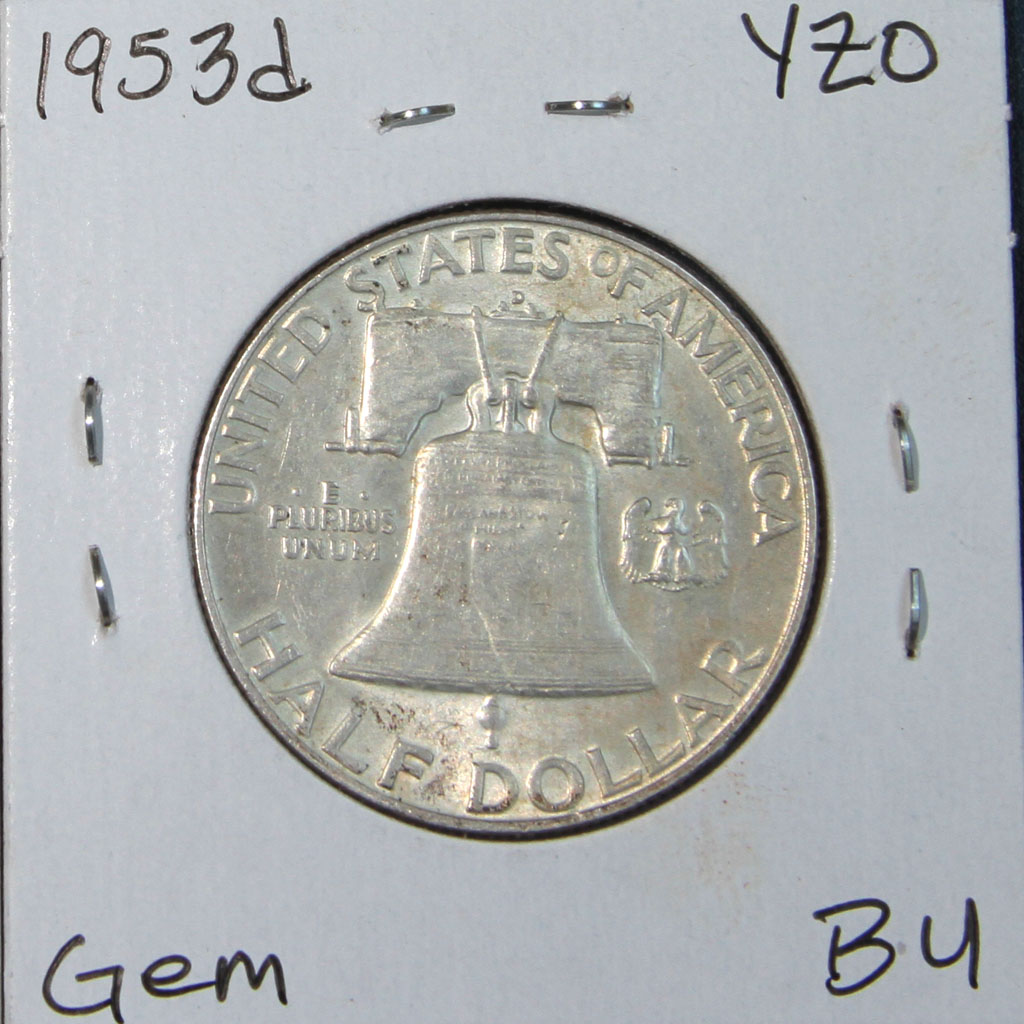 1953d
YZO
UNITED STATES OF AMERICA
D
· E ·
PLURIBUS
UNUM
HALF DOLLAR
Gem
BU